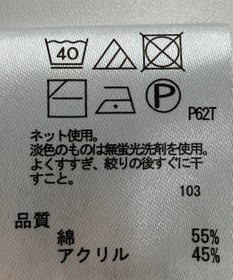 40
P
P62T
ネット使用。
淡色のものは無蛍光洗剤を使用。
よくすすぎ、絞りの後すぐに干
すこと。
103
品質
綿 55%
アクリル 45%